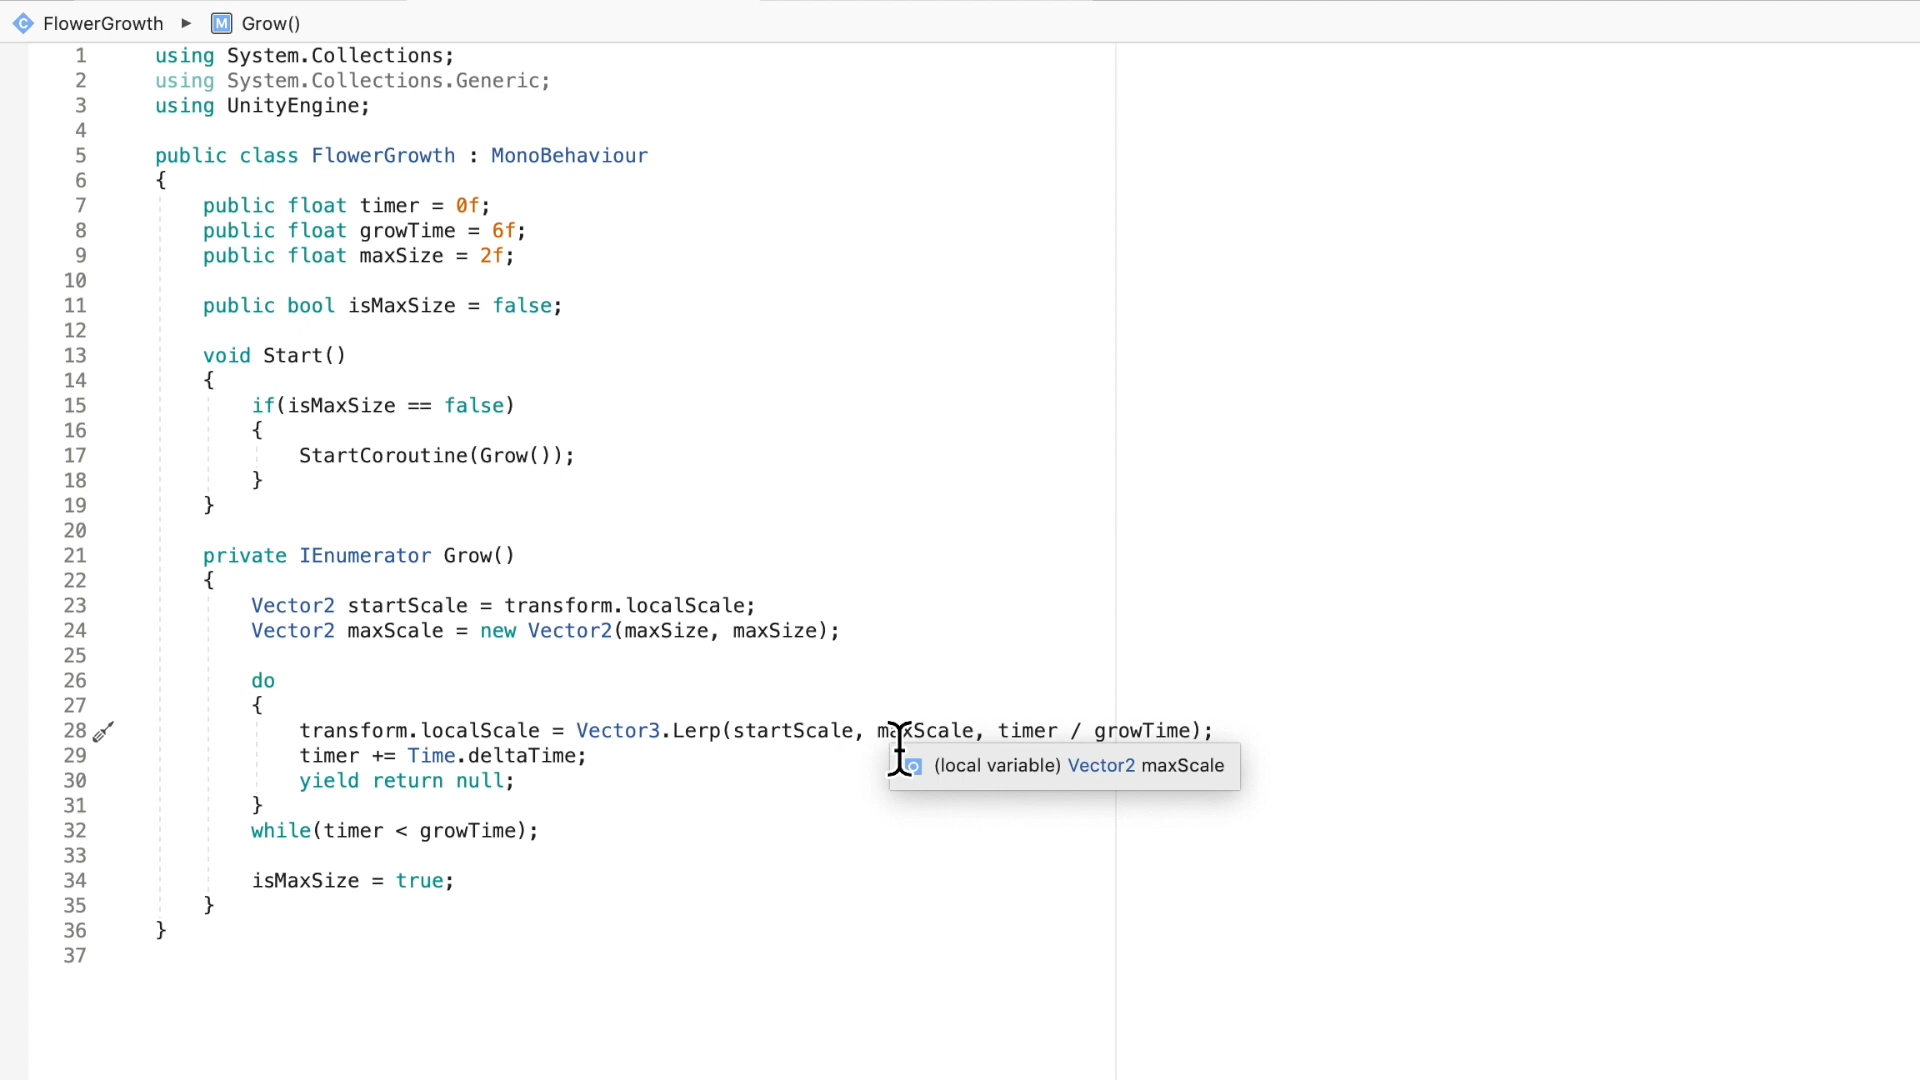 FlowerGrowth ▸ M Grow()
1 using System.Collections;
2 using System.Collections.Generic;
3 using UnityEngine;
4
5 public class FlowerGrowth : MonoBehaviour
6 {
7 public float timer = 0f;
8 public float growTime = 6f;
9 public float maxSize = 2f;
10
11 public bool isMaxSize = false;
12
13 void Start()
14 {
15 if(isMaxSize == false)
16 {
17 StartCoroutine(Grow());
18 }
19 }
20
21 private IEnumerator Grow()
22 {
23 Vector2 startScale = transform.localScale;
24 Vector2 maxScale = new Vector2(maxSize, maxSize);
25
26 do
27 {
28 transform.localScale = Vector3.Lerp(startScale, maxScale, timer / growTime);
29 timer += Time.deltaTime;
(local variable) Vector2 maxScale
30 yield return null;
31 }
32 while(timer < growTime);
33
34 isMaxSize = true;
35 }
36 }
37